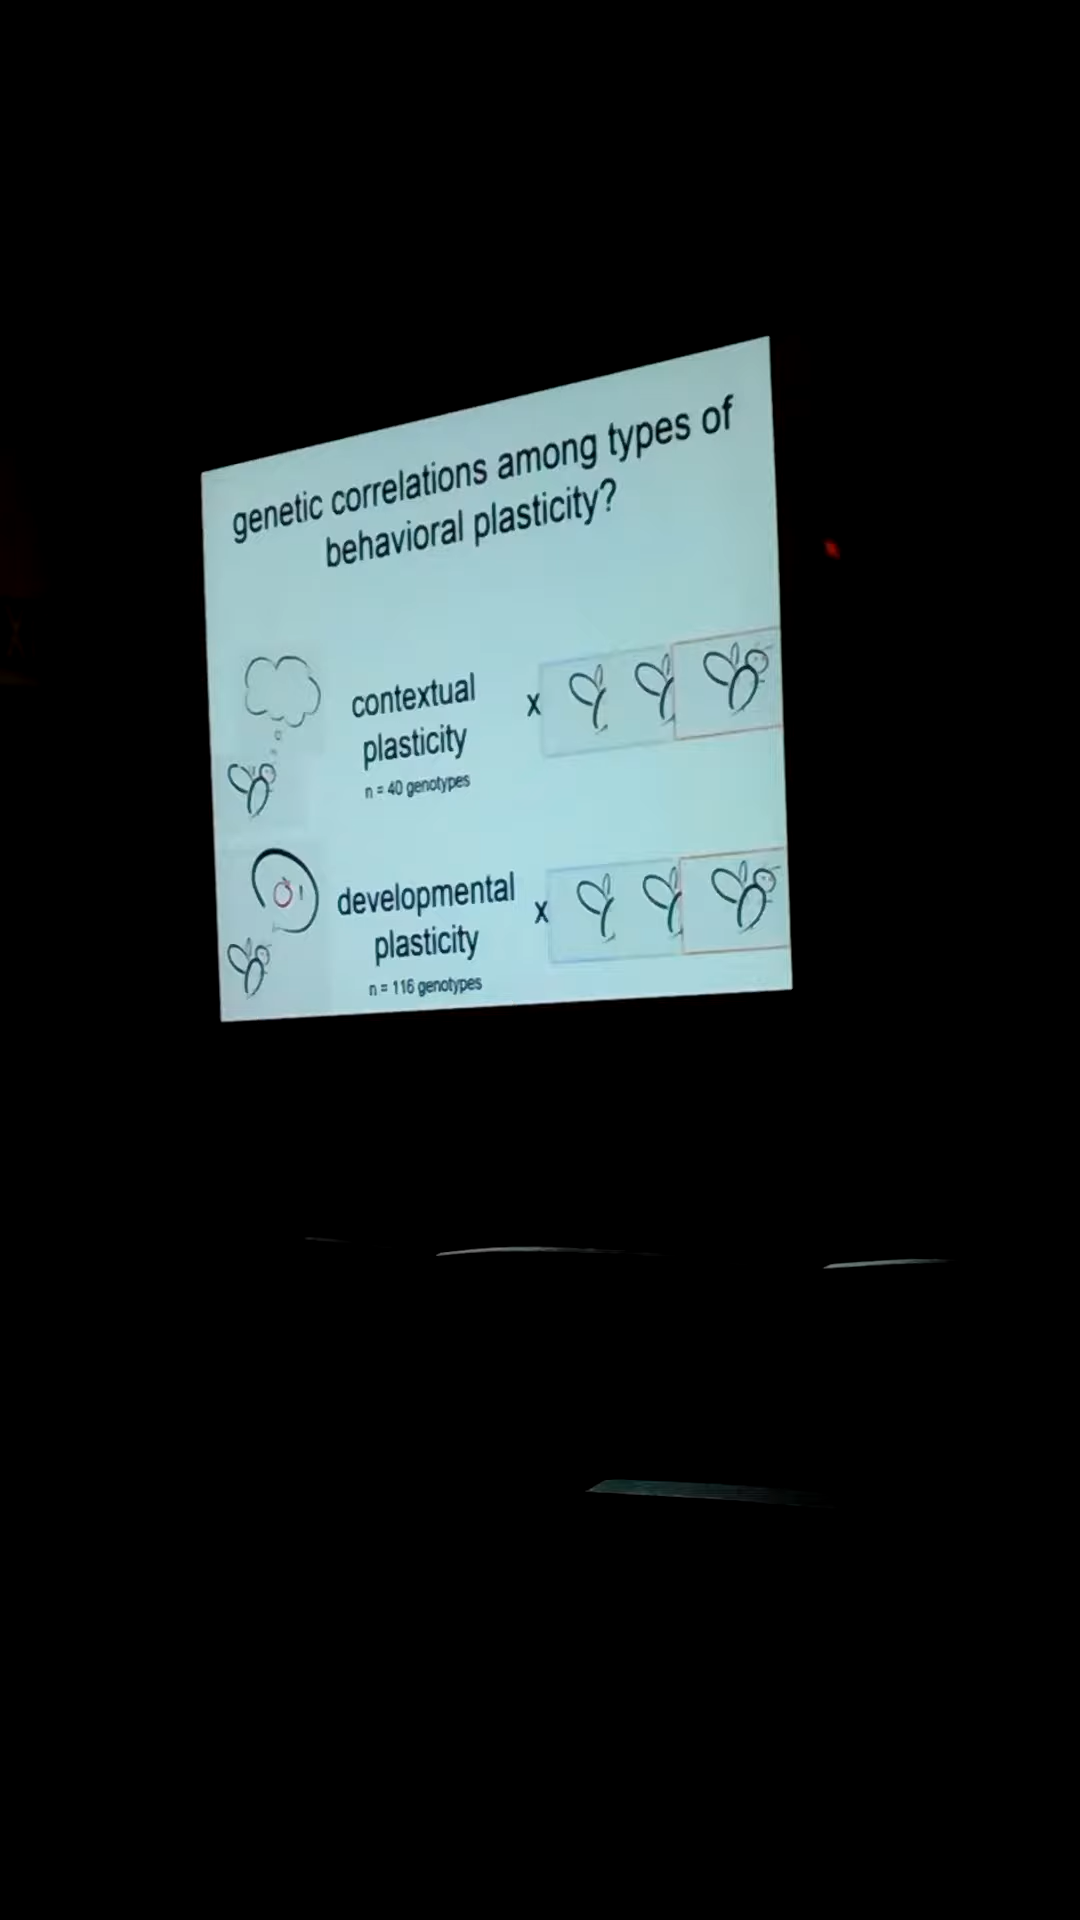 genetic correlations among types of
behavioral plasticity?
contextual
plasticity
x
n = 40 genotypes
developmental
plasticity
x
n = 116 genotypes